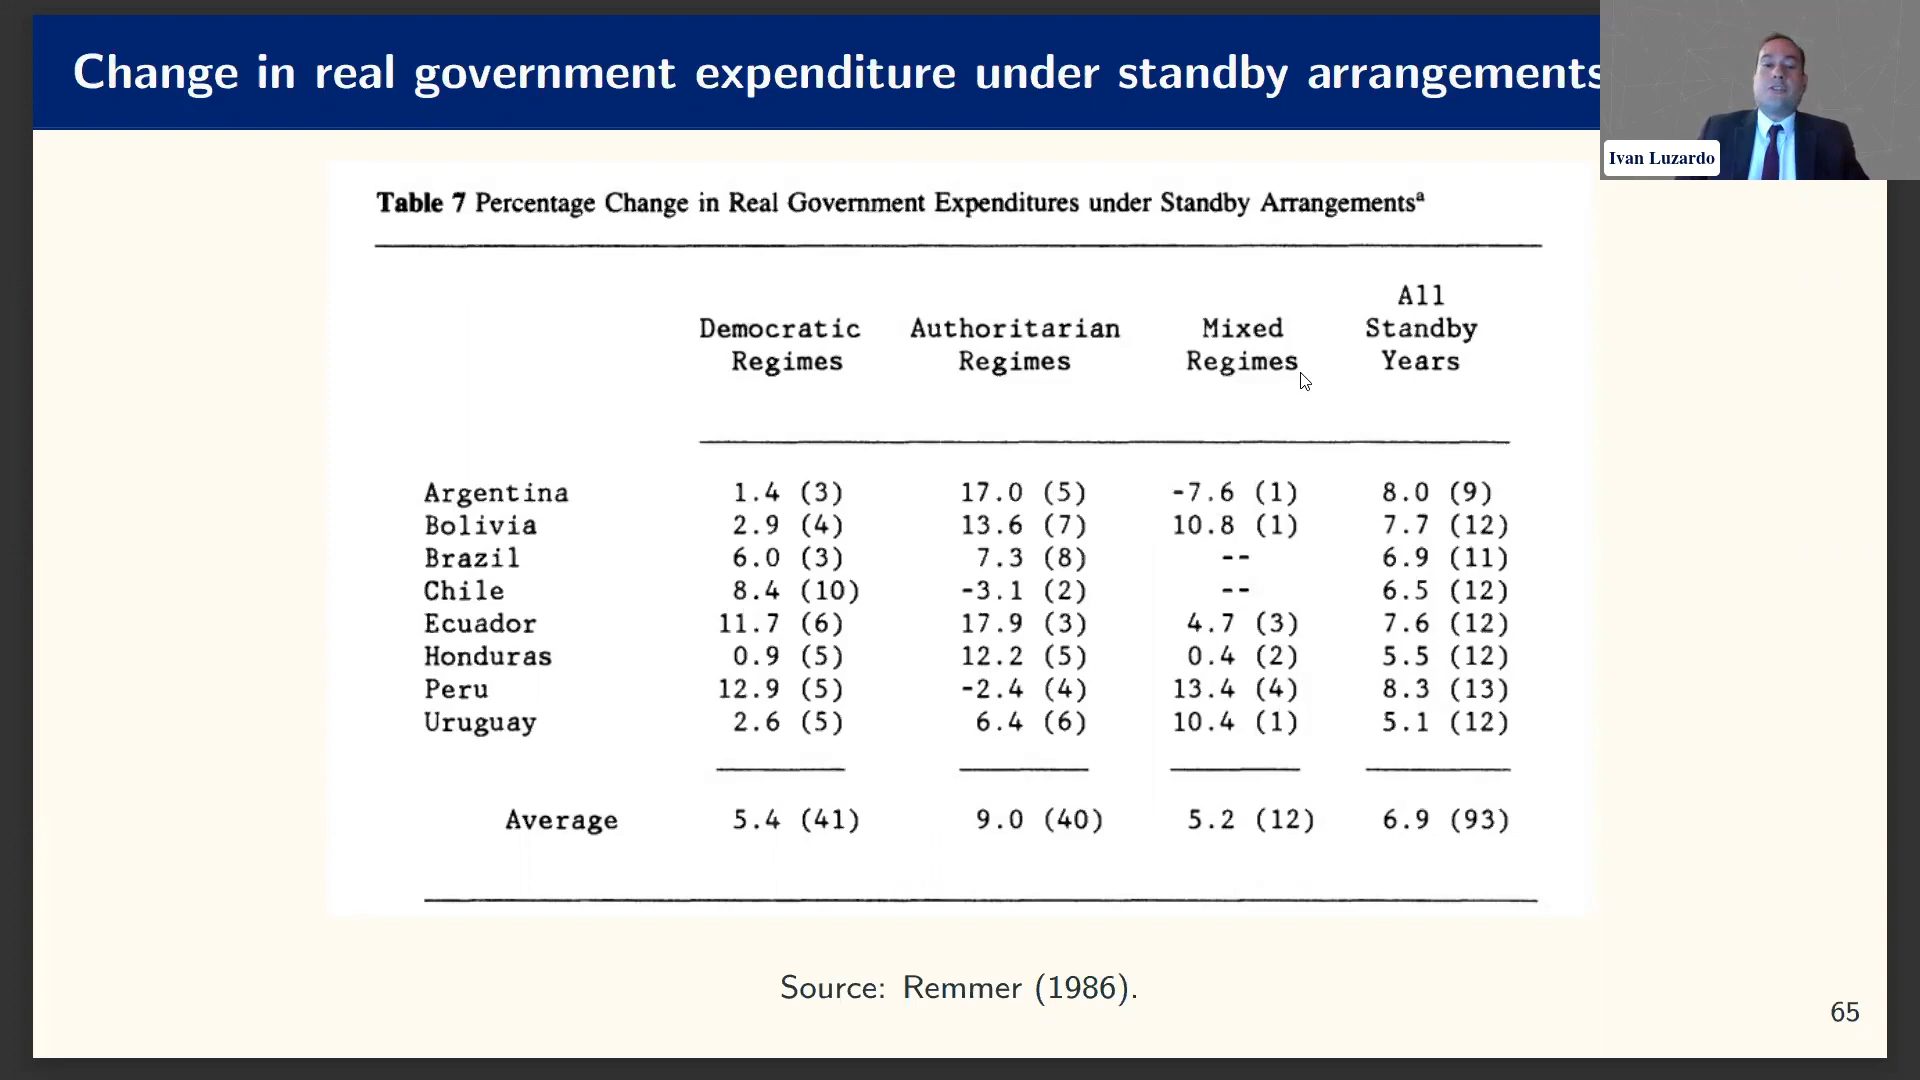 Change in real government expenditure under standby arrangements
Ivan Luzardo
Table 7 Percentage Change in Real Government Expenditures under Standby Arrangementsa
All
Democratic Authoritarian Mixed Standby
Regimes Regimes Regimes Years
Argentina 1.4 (3) 17.0 (5) -7.6 (1) 8.0 (9)
Bolivia 2.9 (4) 13.6 (7) 10.8 (1) 7.7 (12)
Brazil 6.0 (3) 7.3 (8) -- 6.9 (11)
Chile 8.4 (10) -3.1 (2) -- 6.5 (12)
Ecuador 11.7 (6) 17.9 (3) 4.7 (3) 7.6 (12)
Honduras 0.9 (5) 12.2 (5) 0.4 (2) 5.5 (12)
Peru 12.9 (5) -2.4 (4) 13.4 (4) 8.3 (13)
Uruguay 2.6 (5) 6.4 (6) 10.4 (1) 5.1 (12)
Average 5.4 (41) 9.0 (40) 5.2 (12) 6.9 (93)
Source: Remmer (1986).
65